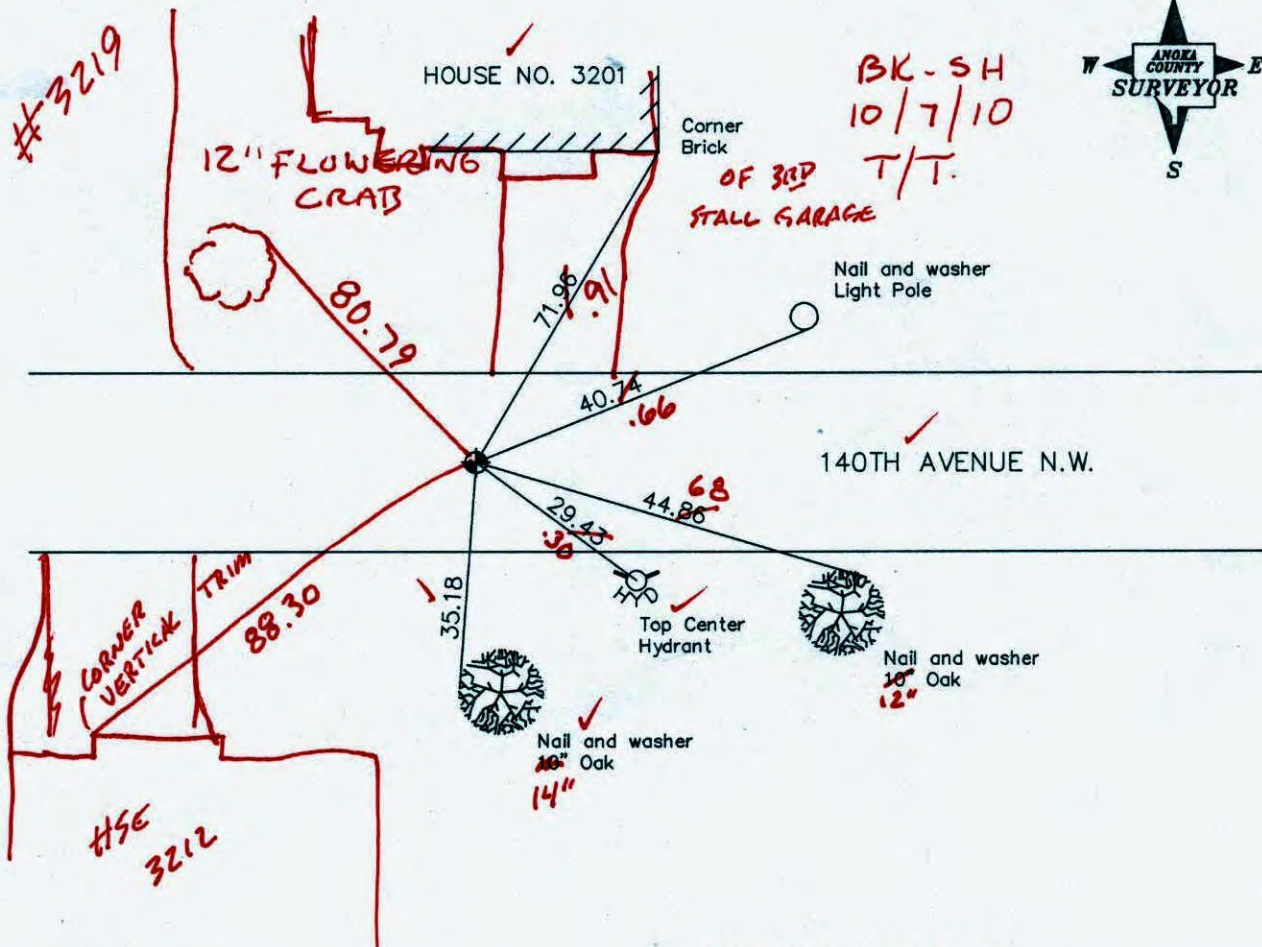 #3219
HOUSE NO. 3201
BK-SH
10/7/10
T/T.
W
ANOKA
COUNTY
SURVEYOR
E
S
12" FLOWERING
CRAB
Corner
Brick
OF 3RD
STALL GARAGE
Nail and washer
Light Pole
80.79
71.96
.91
40.74
.66
140TH AVENUE N.W.
68
44.86
29.43
.30
35.18
HYD
Top Center
Hydrant
TRIM
CORNER
VERTICAL
88.30
Nail and washer
10" Oak
12"
Nail and washer
10" Oak
14"
HSE
3212